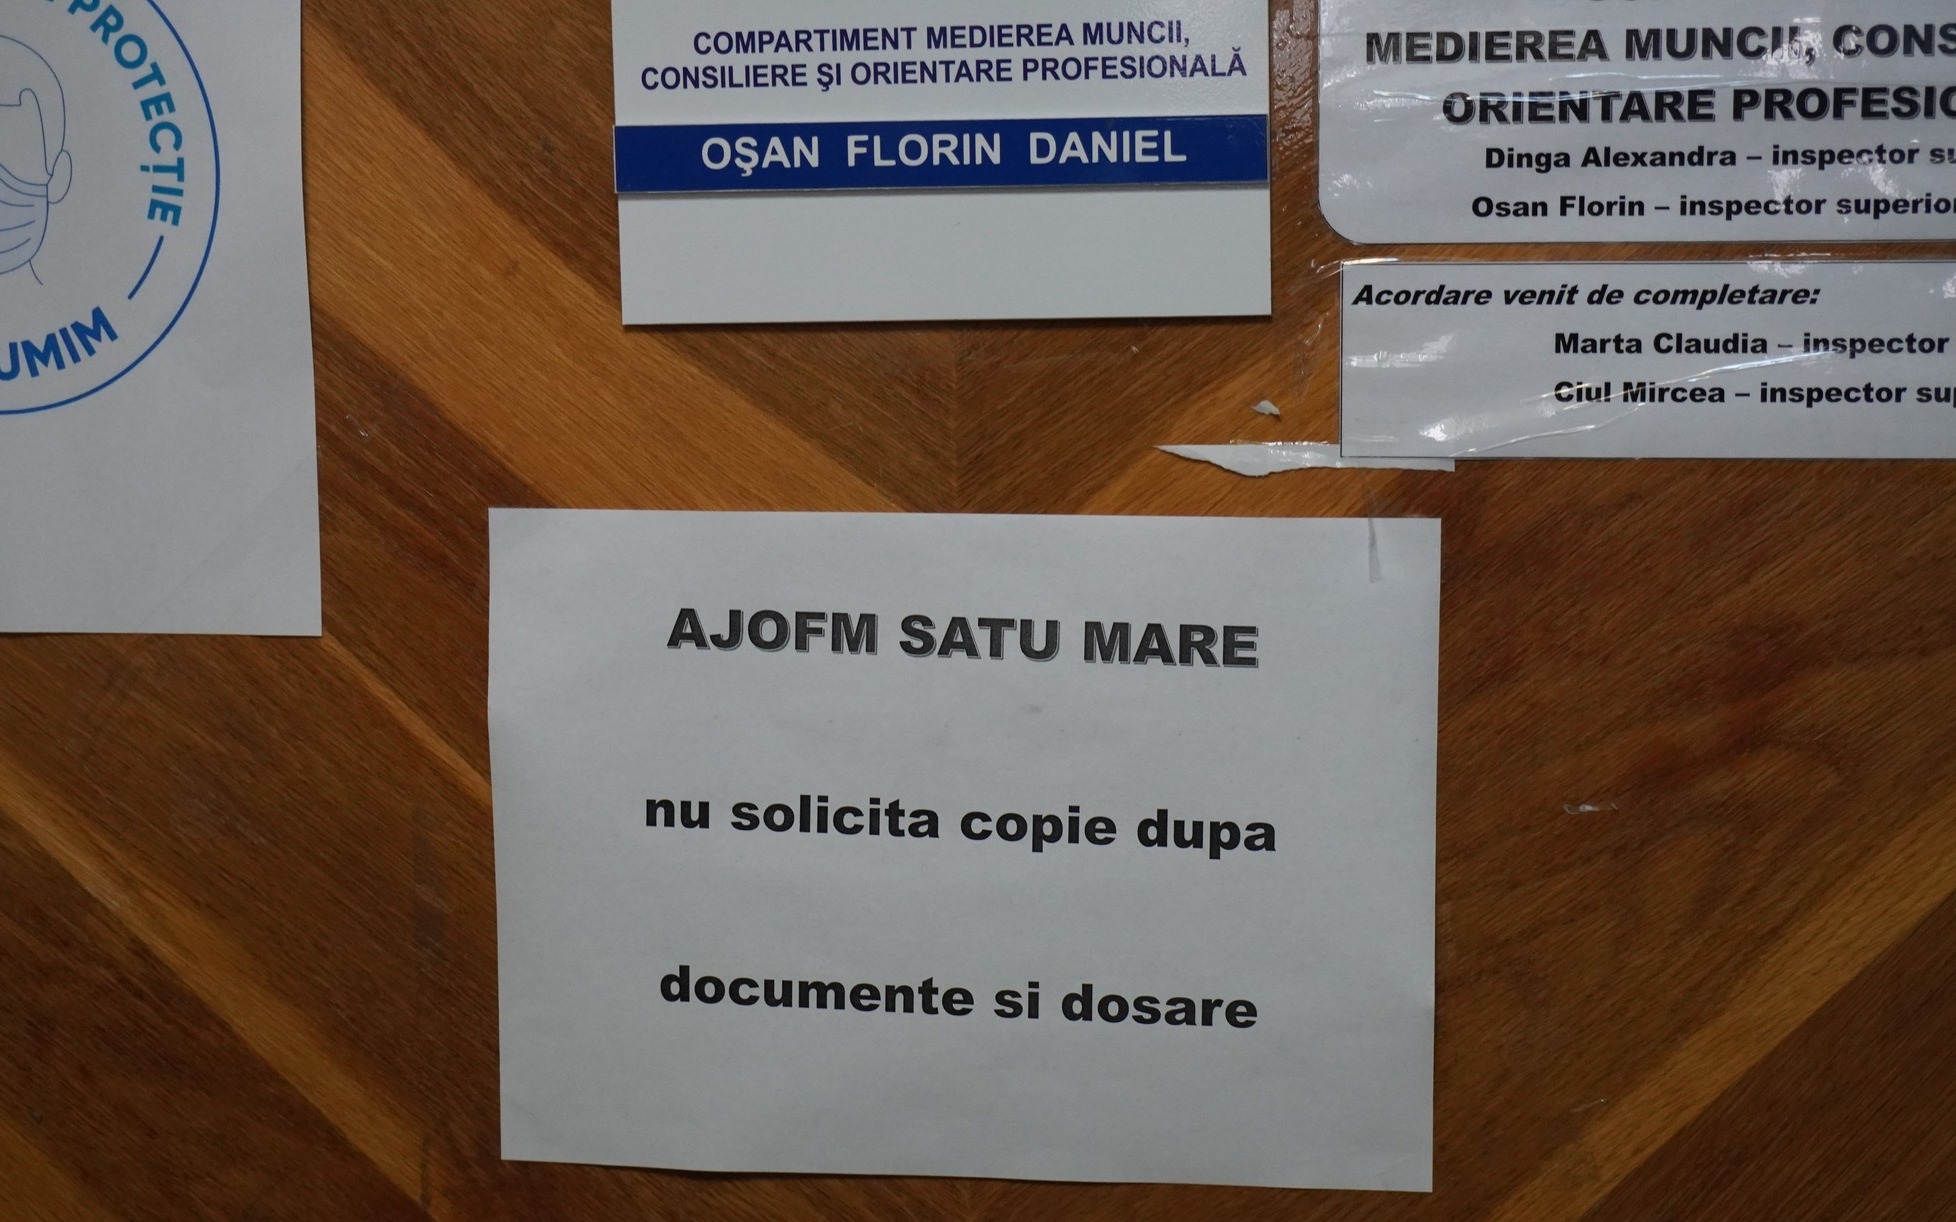 PROTECȚIE
COMPARTIMENT MEDIEREA MUNCII,
CONSILIERE ŞI ORIENTARE PROFESIONALĂ
OŞAN FLORIN DANIEL
MEDIEREA MUNCII, CONS
ORIENTARE PROFESIO
Dinga Alexandra – inspector su
Osan Florin – inspector superior
Acordare venit de completare:
Marta Claudia – inspector
Ciul Mircea – inspector sup
AJOFM SATU MARE
nu solicita copie dupa
documente si dosare